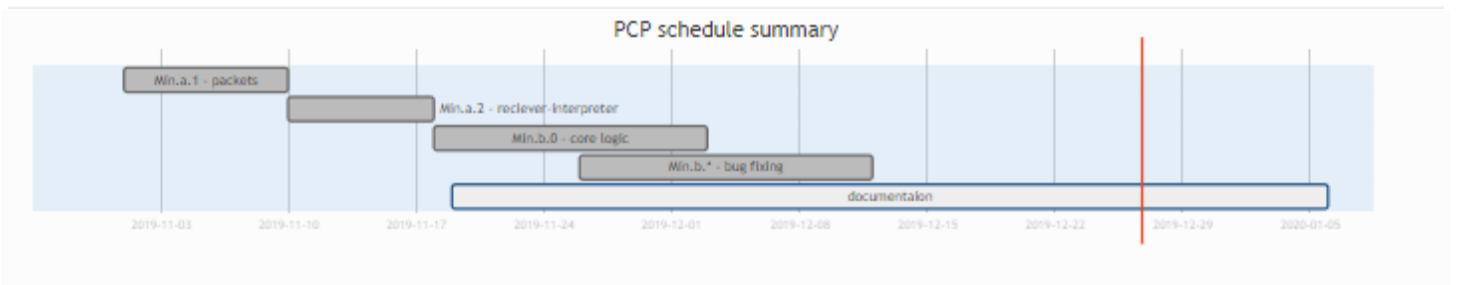 PCP schedule summary
Min.a.1 - packets
Min.a.2 - reciever-interpreter
Min.b.0 - core logic
Min.b.* - bug fixing
documentaion
2019-11-03 2019-11-10 2019-11-17 2019-11-24 2019-12-01 2019-12-08 2019-12-15 2019-12-22 2019-12-29 2020-01-05